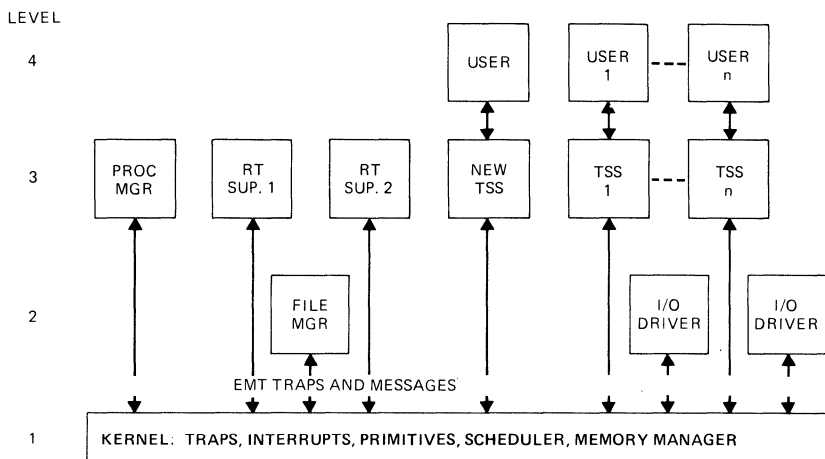 LEVEL
4
USER
USER
1
USER
n
3
PROC
MGR
RT
SUP. 1
RT
SUP. 2
NEW
TSS
TSS
1
TSS
n
2
FILE
MGR
I/O
DRIVER
I/O
DRIVER
EMT TRAPS AND MESSAGES
1
KERNEL: TRAPS, INTERRUPTS, PRIMITIVES, SCHEDULER, MEMORY MANAGER